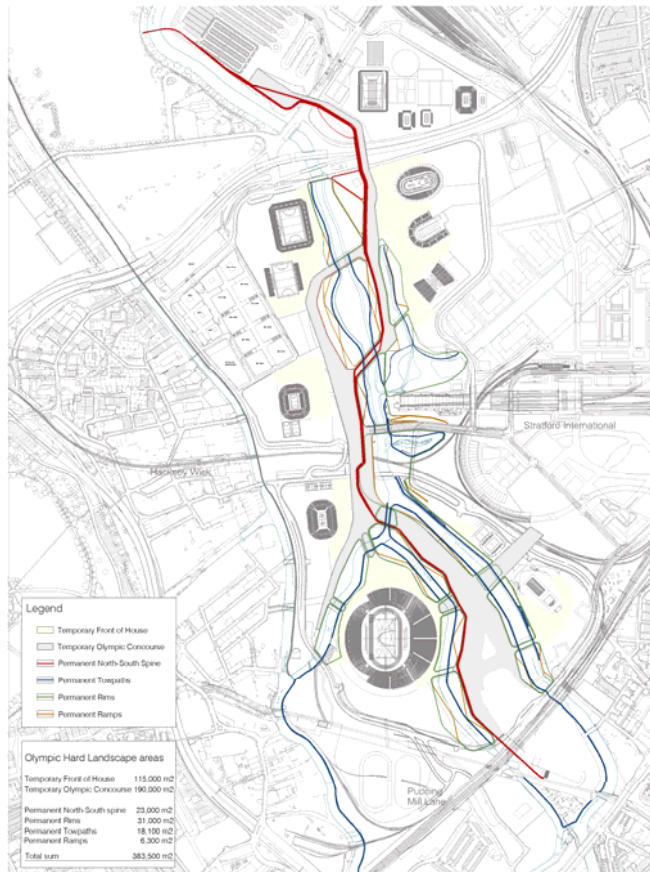 Stratford International
Hackney Wick
Legend
Temporary Front of House
Temporary Olympic Concourse
Permanent North-South Spine
Permanent Towpaths
Permanent Rims
Permanent Ramps
Olympic Hard Landscape areas
Temporary Front of House 115,000 m2
Temporary Olympic Concourse 190,000 m2
Permanent North-South spine 23,000 m2
Permanent Rims 31,000 m2
Permanent Towpaths 18,100 m2
Permanent Ramps 6,300 m2
Total sum 383,500 m2
Pudding
Mill Lane